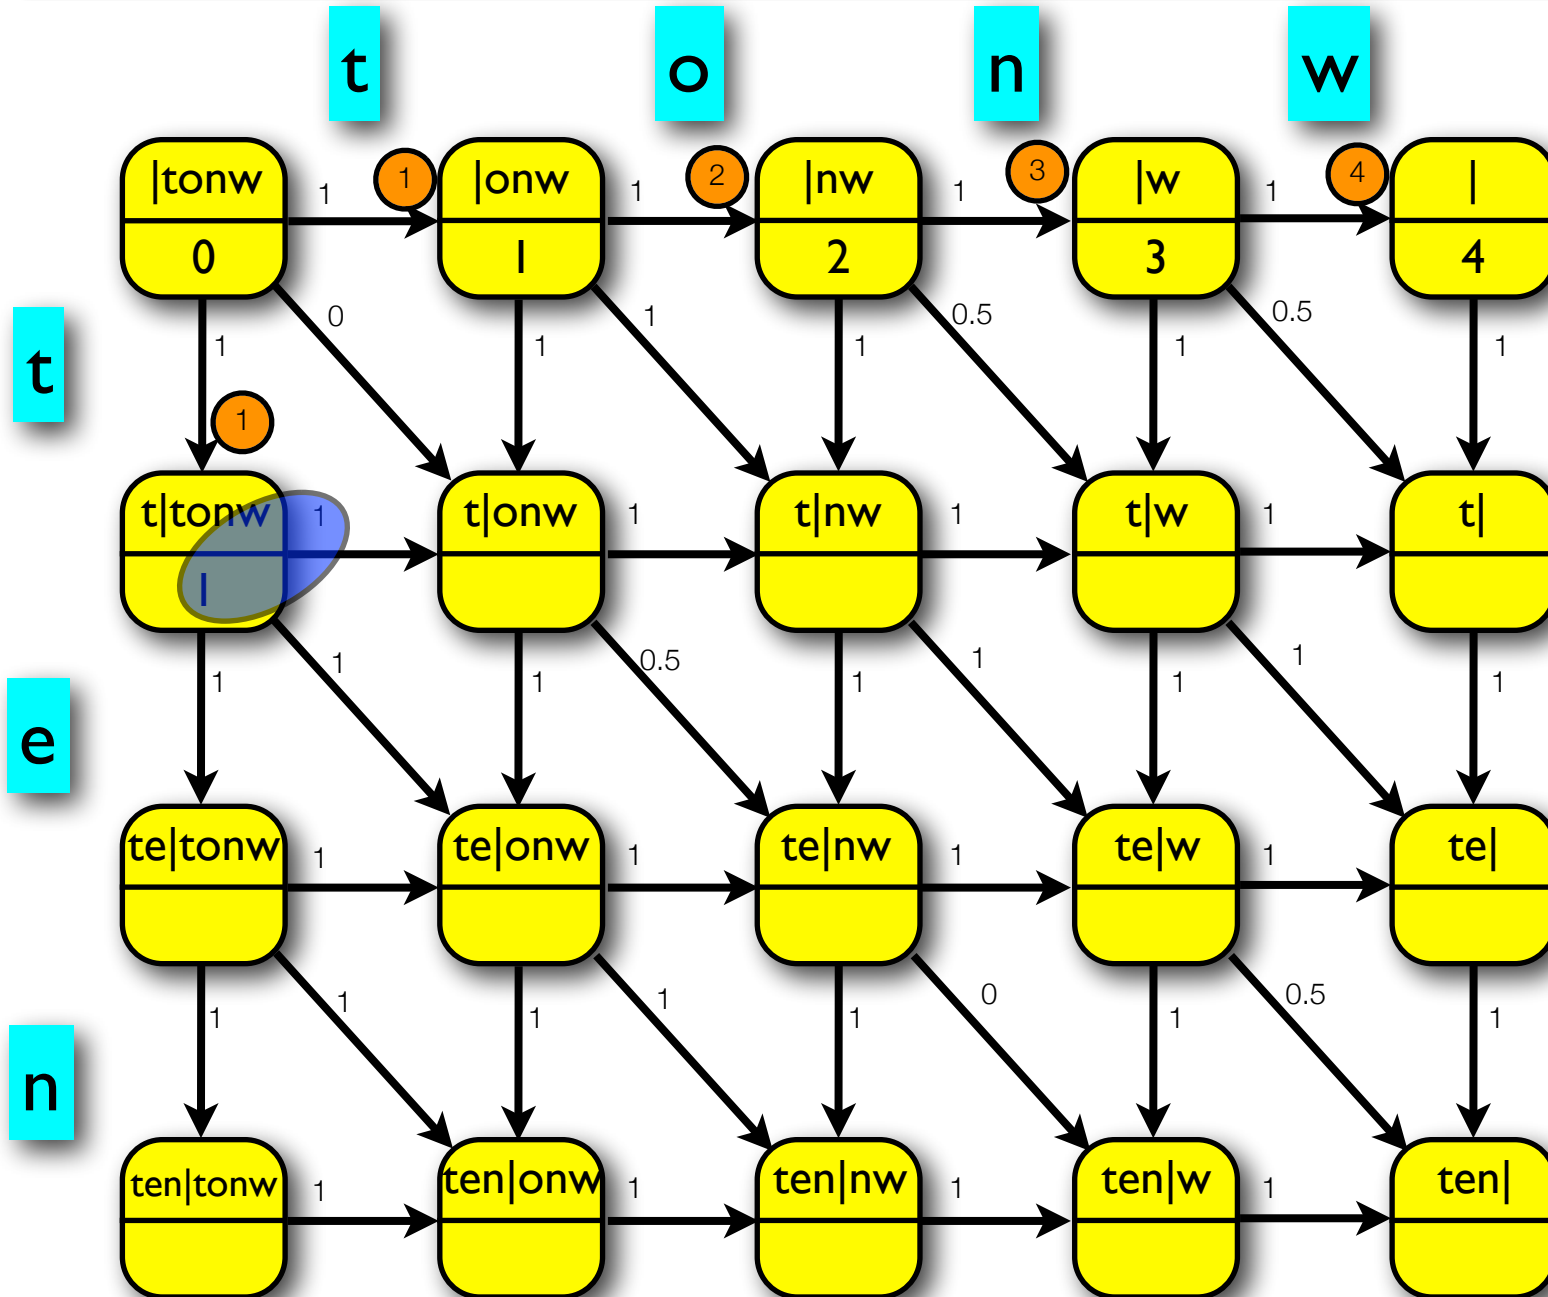 t o n w
1 2 3 4
|tonw 1 |onw 1 |nw 1 |w 1 |
0 1 2 3 4
0 1 0.5 0.5
t 1 1 1 1 1
1
t|tonw 1 t|onw 1 t|nw 1 t|w 1 t|
1
1 0.5 1 1
e 1 1 1 1 1
te|tonw 1 te|onw 1 te|nw 1 te|w 1 te|
1 1 0 0.5
n 1 1 1 1 1
ten|tonw 1 ten|onw 1 ten|nw 1 ten|w 1 ten|